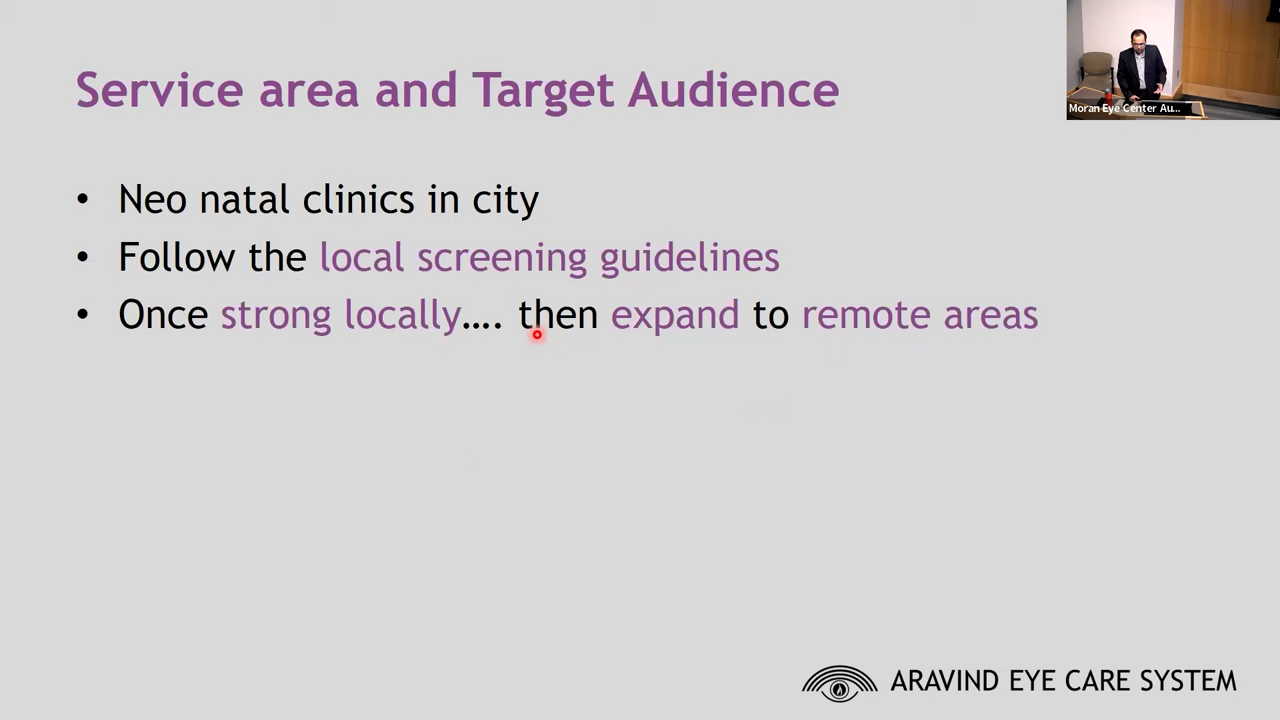 Service area and Target Audience
Moran Eye Center Au...
• Neo natal clinics in city
• Follow the local screening guidelines
• Once strong locally…. then expand to remote areas
ARAVIND EYE CARE SYSTEM